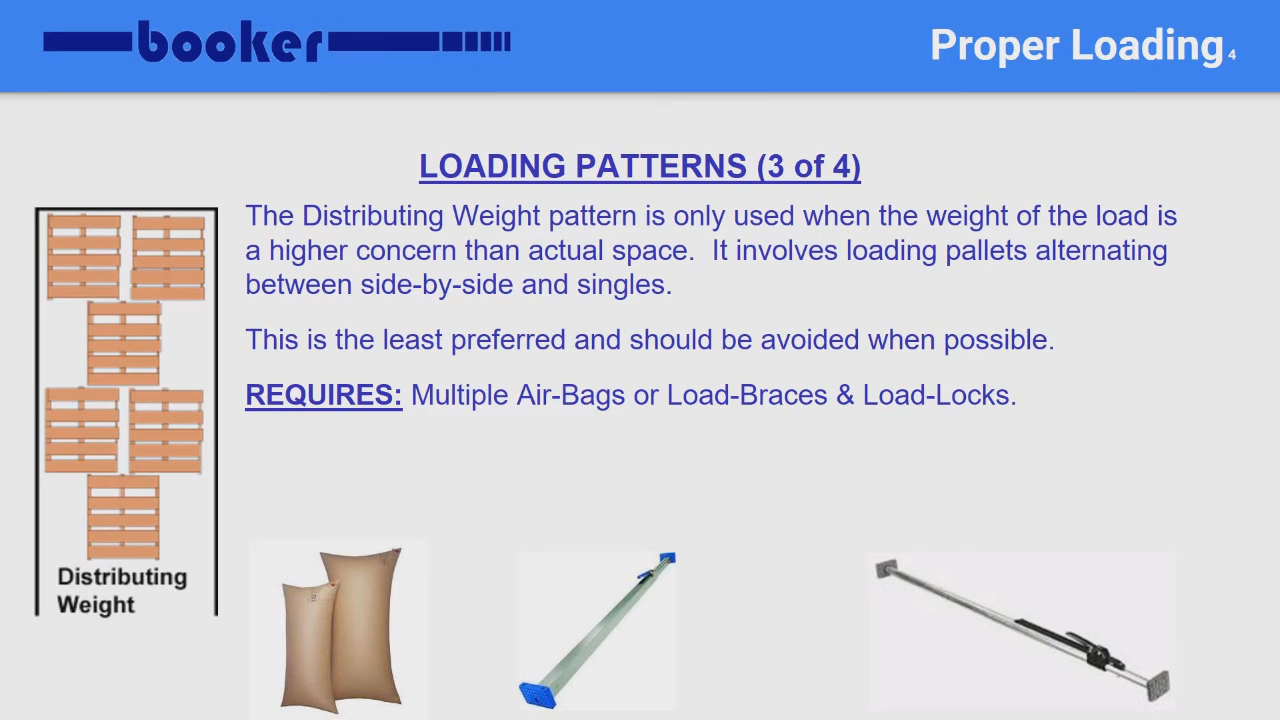 booker
Proper Loading 4
LOADING PATTERNS (3 of 4)
The Distributing Weight pattern is only used when the weight of the load is
a higher concern than actual space.  It involves loading pallets alternating
between side-by-side and singles.
This is the least preferred and should be avoided when possible.
REQUIRES: Multiple Air-Bags or Load-Braces & Load-Locks.
Distributing
Weight